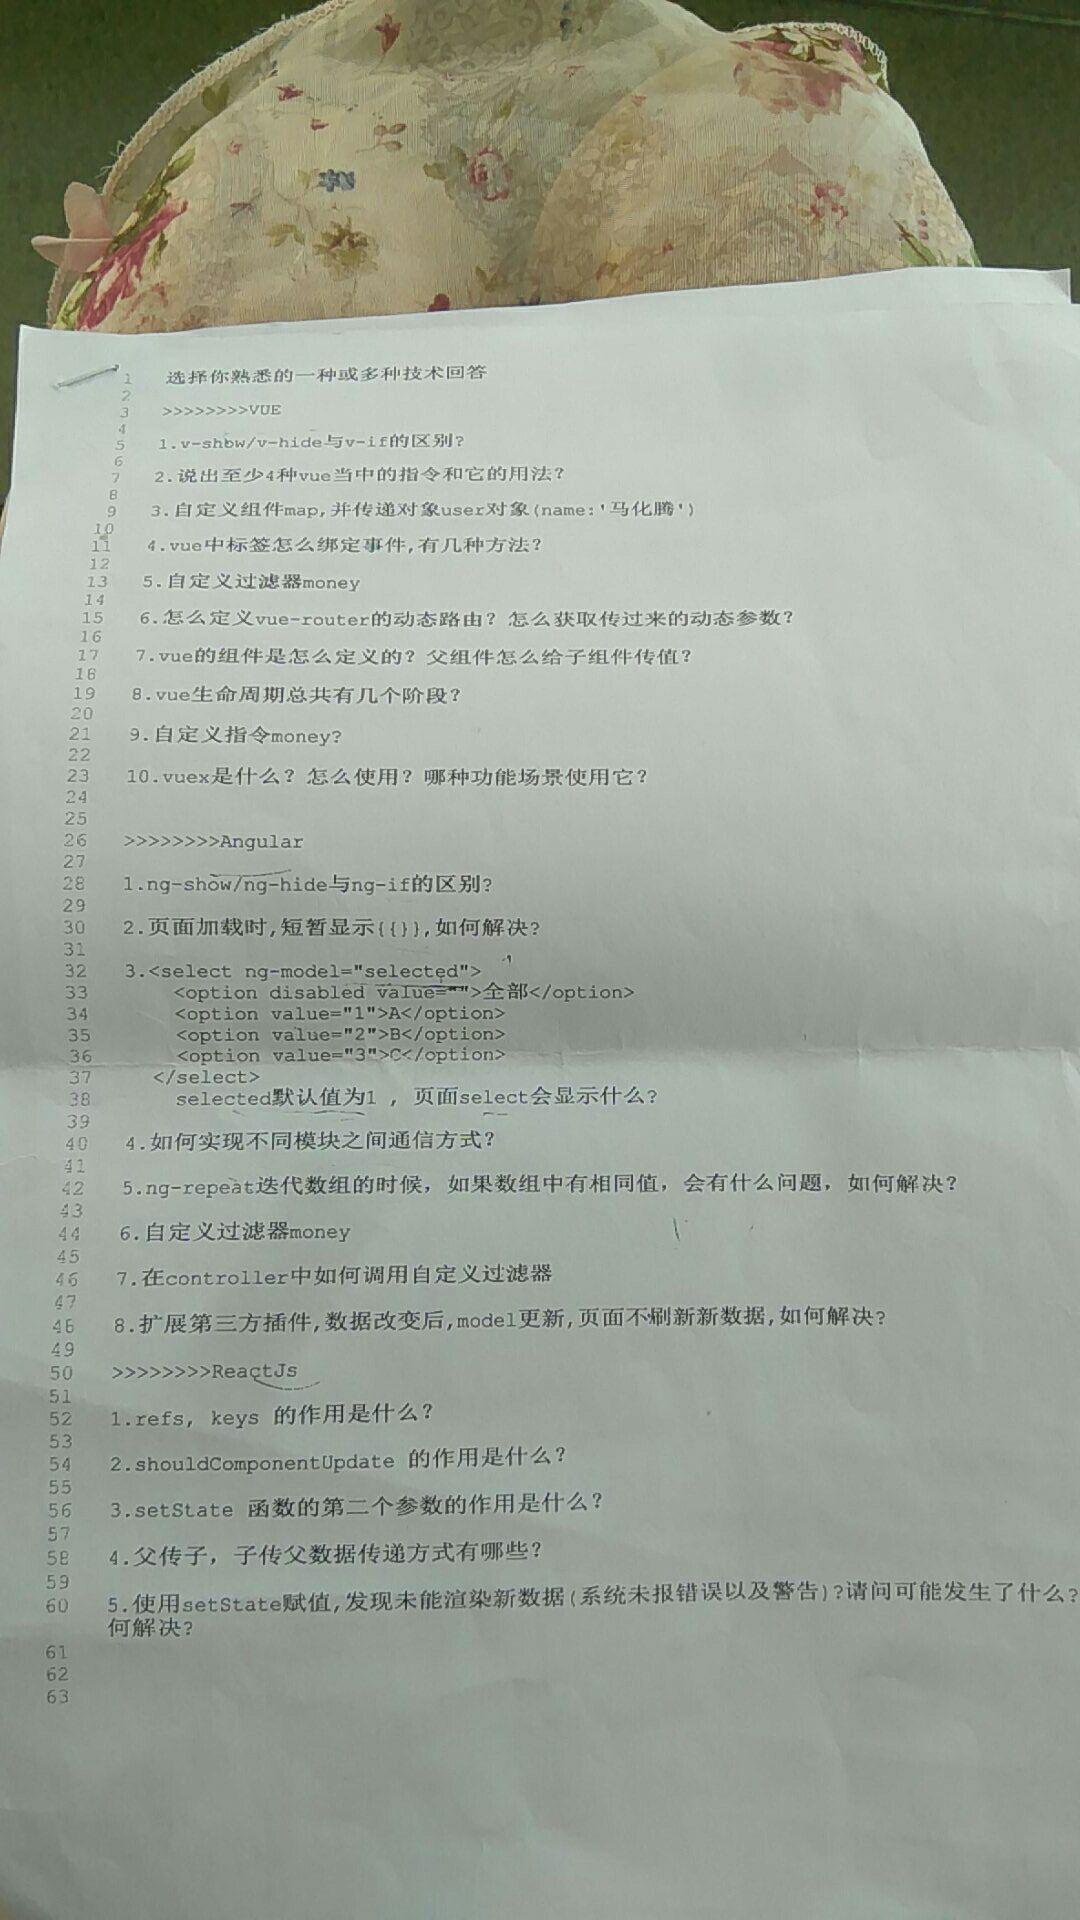 1 选择你熟悉的一种或多种技术回答
2
3 >>>>>>>>VUE
4
5 1.v-show/v-hide与v-if的区别?
6
7 2.说出至少4种vue当中的指令和它的用法?
8
9 3.自定义组件map,并传递对象user对象(name:'马化腾')
10
11 4.vue中标签怎么绑定事件,有几种方法?
12
13 5.自定义过滤器money
14
15 6.怎么定义vue-router的动态路由? 怎么获取传过来的动态参数?
16
17 7.vue的组件是怎么定义的? 父组件怎么给子组件传值?
18
19 8.vue生命周期总共有几个阶段?
20
21 9.自定义指令money?
22
23 10.vuex是什么? 怎么使用? 哪种功能场景使用它?
24
25
26 >>>>>>>>Angular
27
28 1.ng-show/ng-hide与ng-if的区别?
29
30 2.页面加载时,短暂显示{{}},如何解决?
31
32 3.<select ng-model="selected">
33 <option disabled value="">全部</option>
34 <option value="1">A</option>
35 <option value="2">B</option>
36 <option value="3">C</option>
37 </select>
38 selected默认值为1 , 页面select会显示什么?
39
40 4.如何实现不同模块之间通信方式?
41
42 5.ng-repeat迭代数组的时候，如果数组中有相同值，会有什么问题，如何解决?
43
44 6.自定义过滤器money
45
46 7.在controller中如何调用自定义过滤器
47
48 8.扩展第三方插件,数据改变后,model更新,页面不刷新新数据,如何解决?
49
50 >>>>>>>>ReactJs
51
52 1.refs, keys 的作用是什么?
53
54 2.shouldComponentUpdate 的作用是什么?
55
56 3.setState 函数的第二个参数的作用是什么?
57
58 4.父传子，子传父数据传递方式有哪些?
59
60 5.使用setState赋值,发现未能渲染新数据(系统未报错误以及警告)?请问可能发生了什么?
何解决?
61
62
63